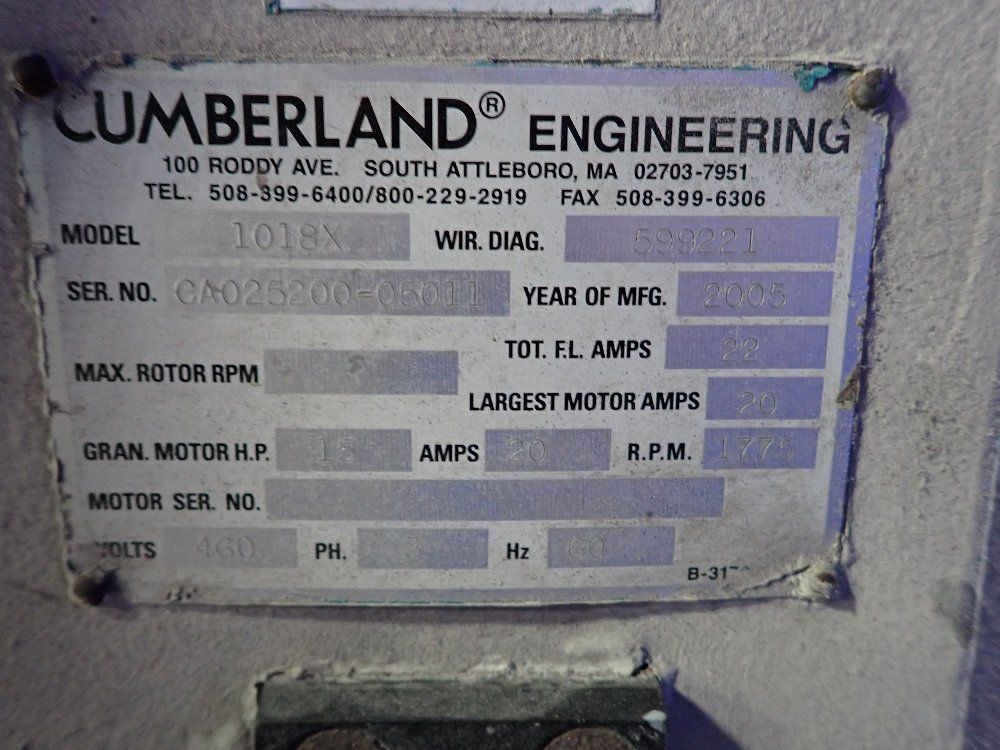 CUMBERLAND® ENGINEERING
100 RODDY AVE. SOUTH ATTLEBORO, MA 02703-7951
TEL. 508-399-6400/800-229-2919 FAX 508-399-6306
MODEL 1018X WIR. DIAG. 599221
SER. NO. CA025200-05011 YEAR OF MFG. 2005
TOT. F.L. AMPS 22
MAX. ROTOR RPM
LARGEST MOTOR AMPS 20
GRAN. MOTOR H.P. 15 AMPS 20 R.P.M. 1775
MOTOR SER. NO.
VOLTS 460 PH. 3 Hz 60